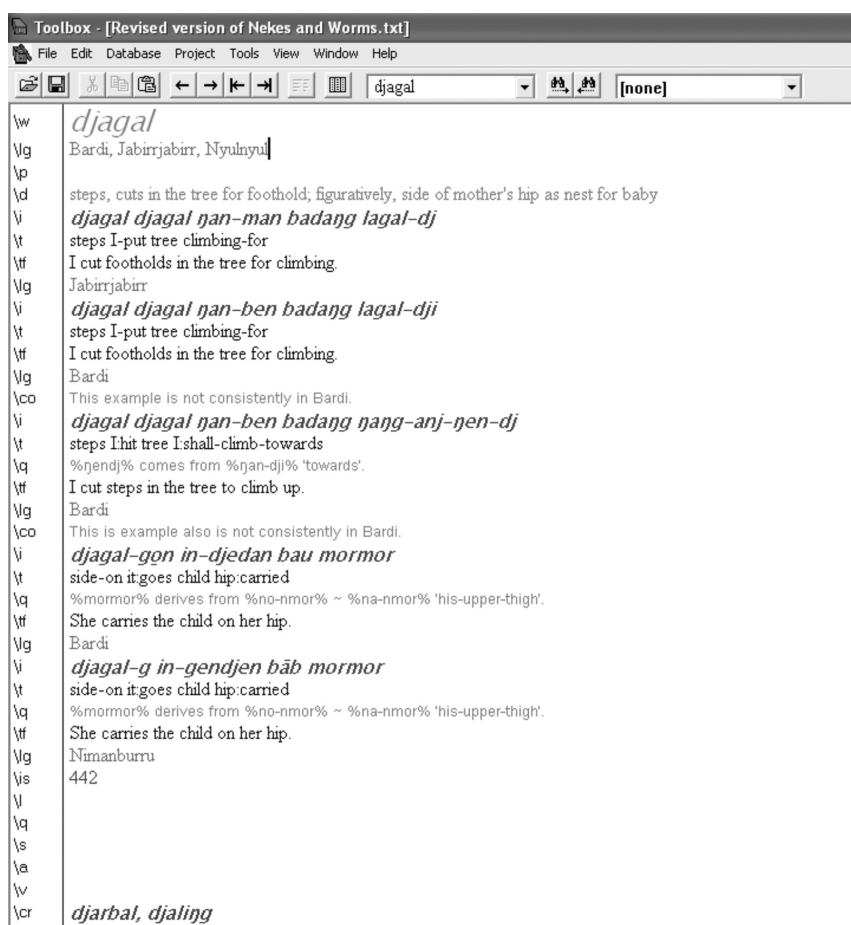 Toolbox - [Revised version of Nekes and Worms.txt]
File Edit Database Project Tools View Window Help
djagal [none]
\w djagal
\lg Bardi, Jabirrjabirr, Nyulnyul
\p
\d steps, cuts in the tree for foothold; figuratively, side of mother's hip as nest for baby
\i djagal djagal ŋan-man badaŋg lagal-dj
\t steps I-put tree climbing-for
\tf I cut footholds in the tree for climbing.
\lg Jabirrjabirr
\i djagal djagal ŋan-ben badaŋg lagal-dji
\t steps I-put tree climbing-for
\tf I cut footholds in the tree for climbing.
\lg Bardi
\co This example is not consistently in Bardi.
\i djagal djagal ŋan-ben badaŋg ŋaŋg-anj-ŋen-dj
\t steps I:hit tree I:shall-climb-towards
\q %ŋendj% comes from %ŋan-dji% 'towards'.
\tf I cut steps in the tree to climb up.
\lg Bardi
\co This is example also is not consistently in Bardi.
\i djagal-go̱n in-djedan bau mormor
\t side-on it:goes child hip:carried
\q %mormor% derives from %no-nmor% ~ %na-nmor% 'his-upper-thigh'.
\tf She carries the child on her hip.
\lg Bardi
\i djagal-g in-gendjen bāb mormor
\t side-on it:goes child hip:carried
\q %mormor% derives from %no-nmor% ~ %na-nmor% 'his-upper-thigh'.
\tf She carries the child on her hip.
\lg Nimanburru
\is 442
\l
\q
\s
\a
\v
\cr djarbal, djaliŋg